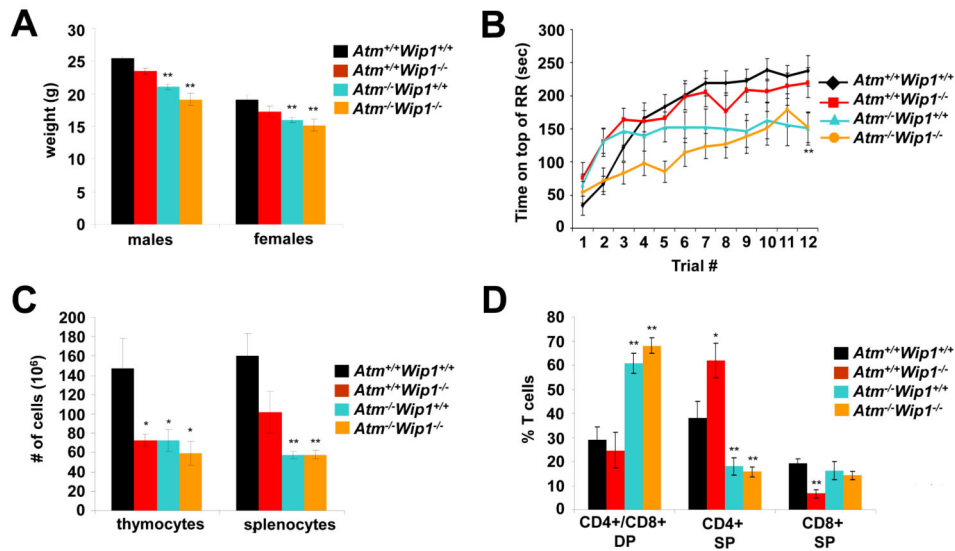 A
weight (g)
30
25
20
15
10
5
0
** ** ** **
males females
Atm+/+Wip1+/+
Atm+/+Wip1-/-
Atm-/-Wip1+/+
Atm-/-Wip1-/-
B
Time on top of RR (sec)
300
250
200
150
100
50
0
**
1 2 3 4 5 6 7 8 9 10 11 12
Trial #
Atm+/+Wip1+/+
Atm+/+Wip1-/-
Atm-/-Wip1+/+
Atm-/-Wip1-/-
C
# of cells (10⁶)
200
180
160
140
120
100
80
60
40
20
0
* * * ** **
thymocytes splenocytes
Atm+/+Wip1+/+
Atm+/+Wip1-/-
Atm-/-Wip1+/+
Atm-/-Wip1-/-
D
% T cells
80
70
60
50
40
30
20
10
0
** ** * ** ** **
CD4+/CD8+ CD4+ CD8+
DP SP SP
Atm+/+Wip1+/+
Atm+/+Wip1-/-
Atm-/-Wip1+/+
Atm-/-Wip1-/-